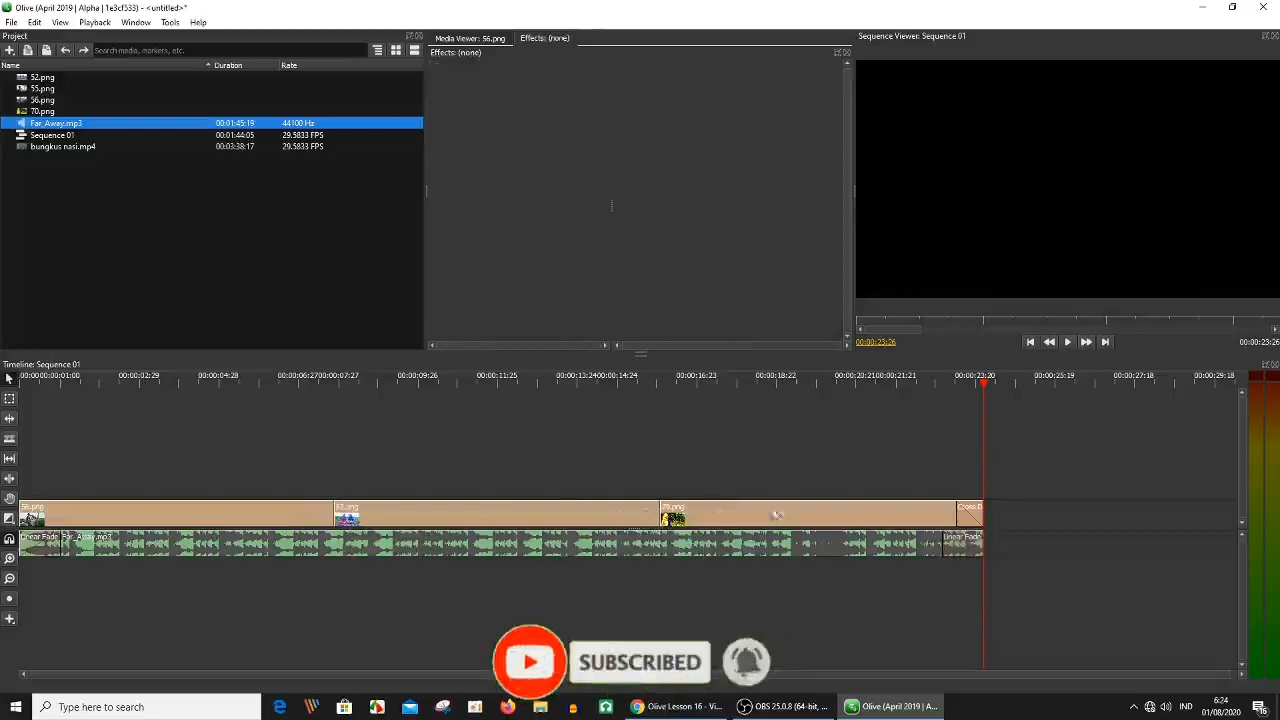 Olive (April 2019 | Alpha | 1e3cf533) - <untitled>*
File Edit View Playback Window Tools Help
Project
Search media, markers, etc.
Name Duration Rate
52.png
55.png
56.png
70.png
Far_Away.mp3 00:01:45:19 44100 Hz
Sequence 01 00:01:44:05 29.5833 FPS
bungkus nasi.mp4 00:03:38:17 29.5833 FPS
Media Viewer: 56.png Effects: (none)
Effects: (none)
Sequence Viewer: Sequence 01
00:00:23:26 00:00:23:26
Timeline: Sequence 01
00:00:00:00:01:00 00:00:02:29 00:00:04:28 00:00:06:2700:00:07:27 00:00:09:26 00:00:11:25 00:00:13:2400:00:14:24 00:00:16:23 00:00:18:22 00:00:20:2100:00:21:21 00:00:23:20 00:00:25:19 00:00:27:18 00:00:29:18
56.png 52.png 70.png Cross D
Linear Fade Far_Away.mp3 Linear Fade
SUBSCRIBED
Type here to search
Olive Lesson 16 - Vi...
OBS 25.0.8 (64-bit, ...
Olive (April 2019 | A...
IND
6:24
01/08/2020